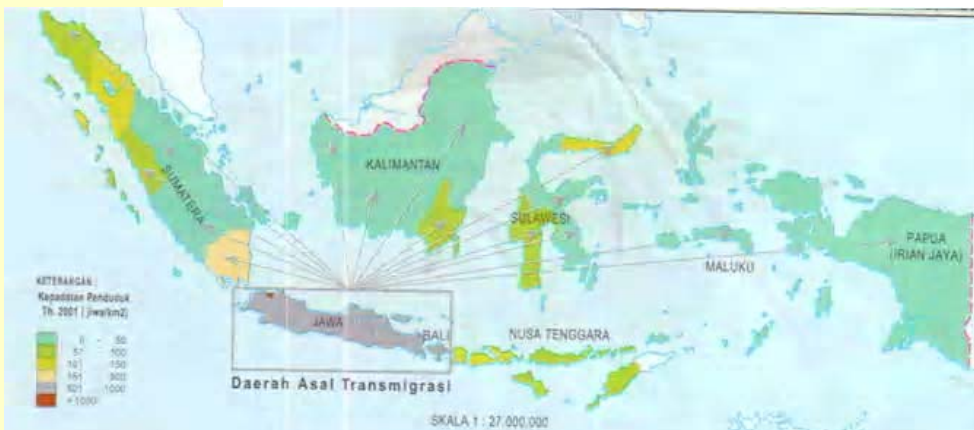 KALIMANTAN
SUMATERA
SULAWESI
PAPUA
(IRIAN JAYA)
MALUKU
KETERANGAN :
Kepadatan Penduduk
Th. 2001 ( jiwa/km2)
0 - 50
51 - 100
101 - 150
151 - 500
501 - 1000
>1000
JAWA
BALI
NUSA TENGGARA
Daerah Asal Transmigrasi
SKALA 1 : 27.000.000